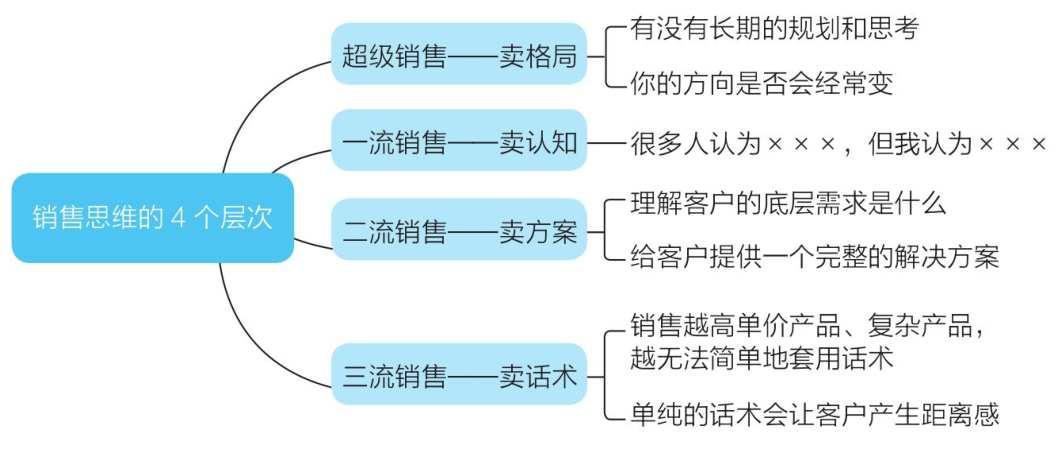 销售思维的 4 个层次
超级销售——卖格局
有没有长期的规划和思考
你的方向是否会经常变
一流销售——卖认知
很多人认为×××，但我认为×××
二流销售——卖方案
理解客户的底层需求是什么
给客户提供一个完整的解决方案
三流销售——卖话术
销售越高单价产品、复杂产品，
越无法简单地套用话术
单纯的话术会让客户产生距离感